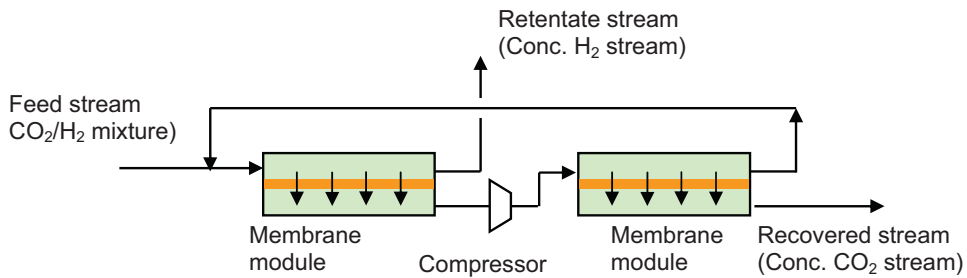 Retentate stream
(Conc. H₂ stream)
Feed stream
CO₂/H₂ mixture)
Membrane
module
Compressor
Membrane
module
Recovered stream
(Conc. CO₂ stream)